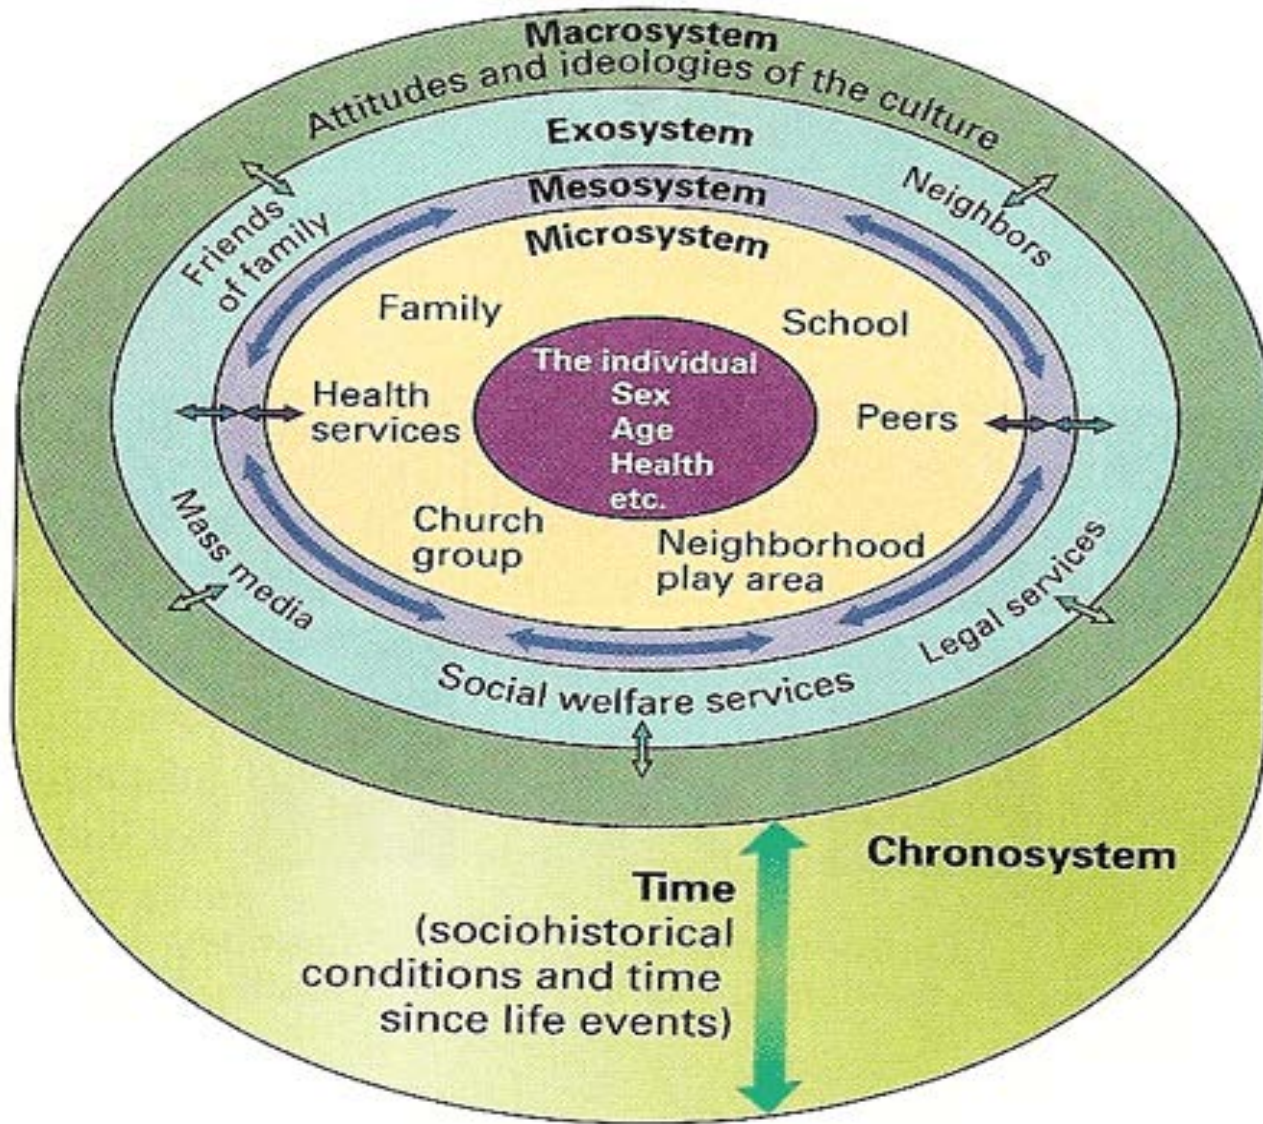 Macrosystem
Attitudes and ideologies of the culture
Exosystem
Mesosystem
Microsystem
Friends
of family
Neighbors
Family
School
The individual
Sex
Age
Health
etc.
Health
services
Peers
Church
group
Neighborhood
play area
Mass media
Legal services
Social welfare services
Chronosystem
Time
(sociohistorical
conditions and time
since life events)